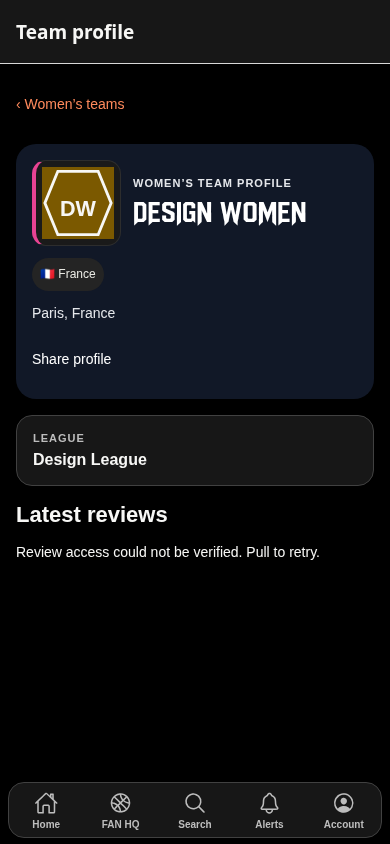 Team profile
‹ Women’s teams
DW
WOMEN’S TEAM PROFILE
DESIGN WOMEN
🇫🇷 France
Paris, France
Share profile
LEAGUE
Design League
Latest reviews
Review access could not be verified. Pull to retry.
Home
FAN HQ
Search
Alerts
Account